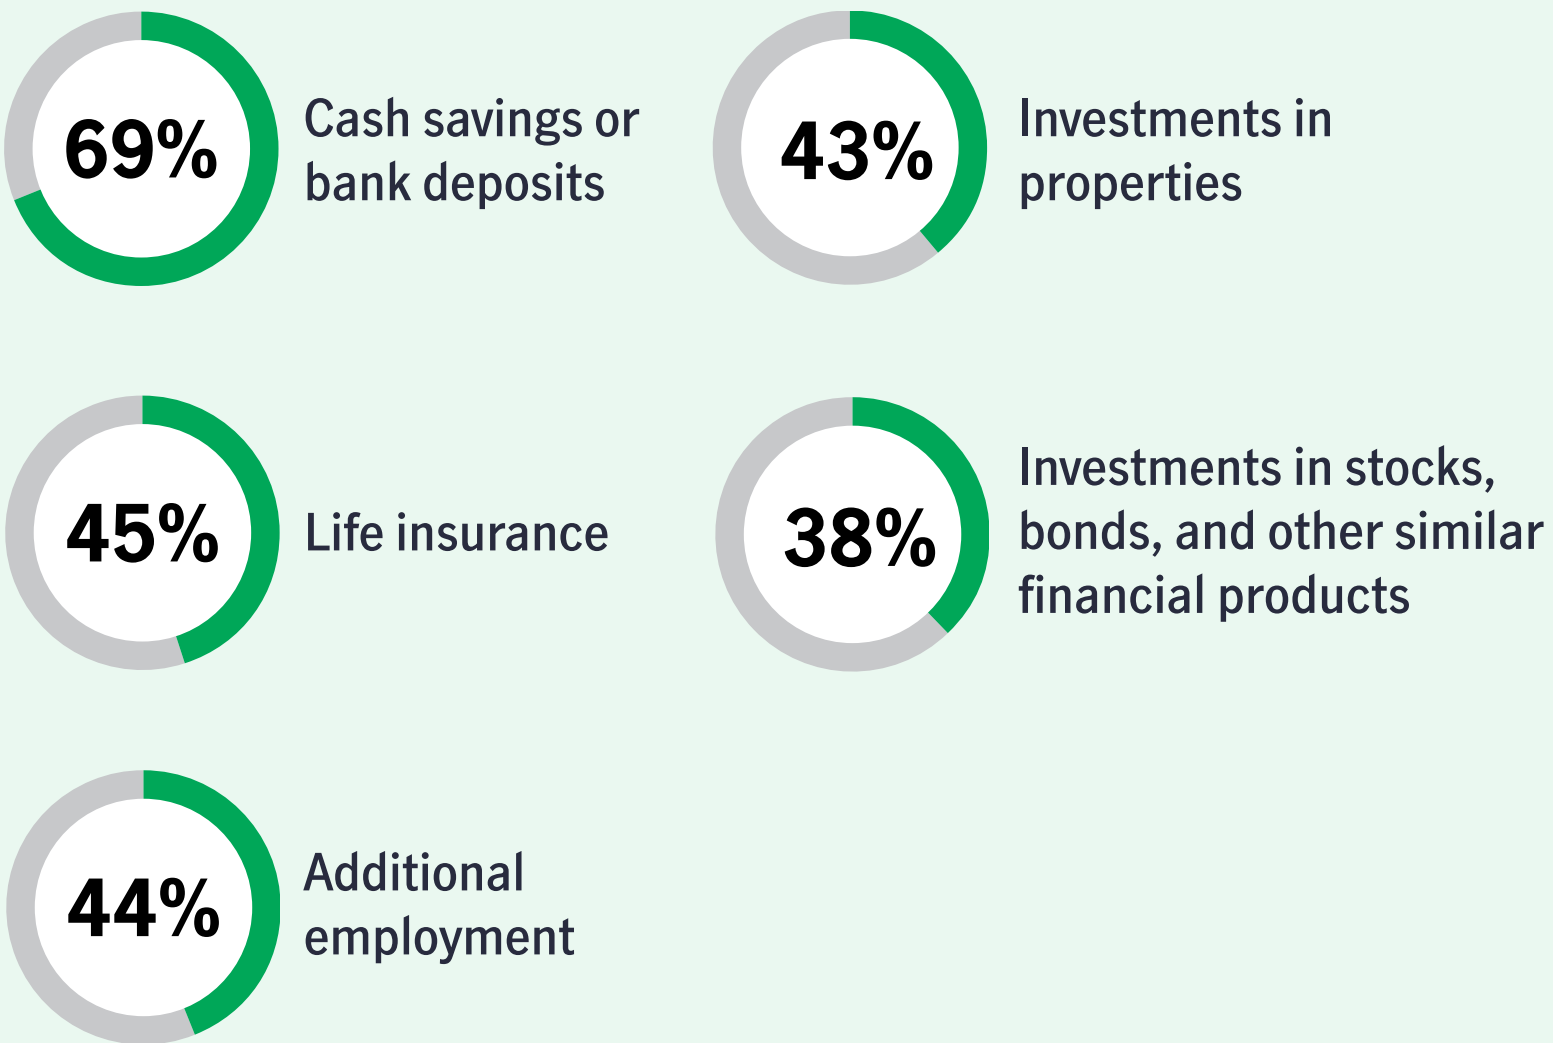 69%
Cash savings or
bank deposits
43%
Investments in
properties
45%
Life insurance
38%
Investments in stocks,
bonds, and other similar
financial products
44%
Additional
employment